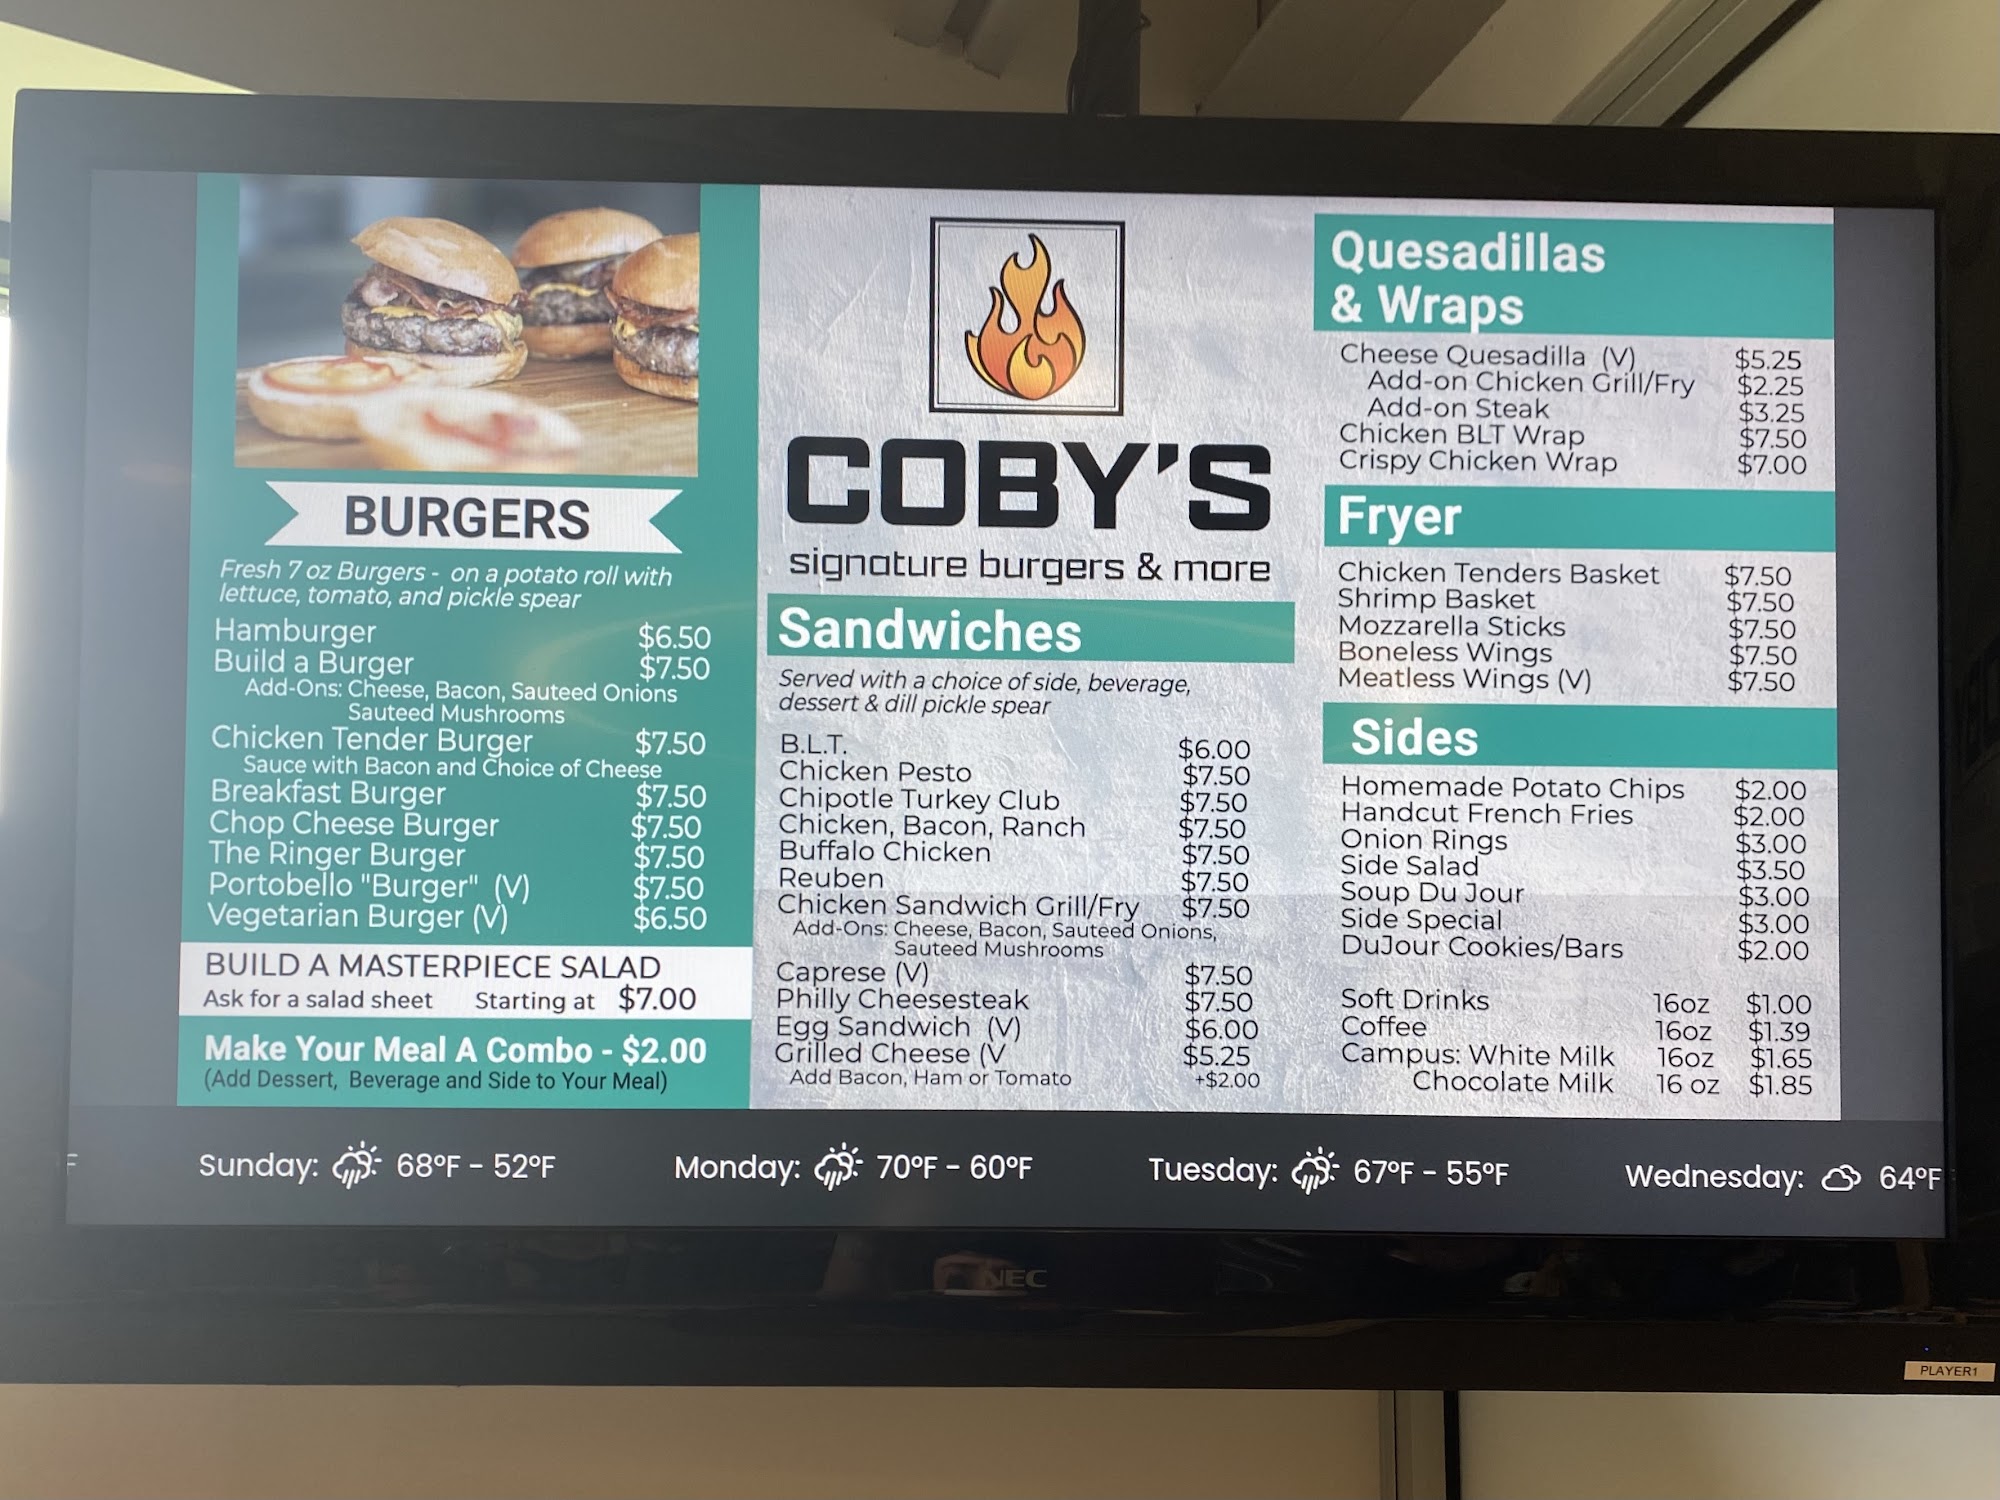 BURGERS
Fresh 7 oz Burgers - on a potato roll with
lettuce, tomato, and pickle spear
Hamburger $6.50
Build a Burger $7.50
Add-Ons: Cheese, Bacon, Sauteed Onions
Sauteed Mushrooms
Chicken Tender Burger $7.50
Sauce with Bacon and Choice of Cheese
Breakfast Burger $7.50
Chop Cheese Burger $7.50
The Ringer Burger $7.50
Portobello "Burger" (V) $7.50
Vegetarian Burger (V) $6.50
BUILD A MASTERPIECE SALAD
Ask for a salad sheet Starting at $7.00
Make Your Meal A Combo - $2.00
(Add Dessert, Beverage and Side to Your Meal)
COBY'S
signature burgers & more
Sandwiches
Served with a choice of side, beverage,
dessert & dill pickle spear
B.L.T. $6.00
Chicken Pesto $7.50
Chipotle Turkey Club $7.50
Chicken, Bacon, Ranch $7.50
Buffalo Chicken $7.50
Reuben $7.50
Chicken Sandwich Grill/Fry $7.50
Add-Ons: Cheese, Bacon, Sauteed Onions,
Sauteed Mushrooms
Caprese (V) $7.50
Philly Cheesesteak $7.50
Egg Sandwich (V) $6.00
Grilled Cheese (V $5.25
Add Bacon, Ham or Tomato +$2.00
Quesadillas
& Wraps
Cheese Quesadilla (V) $5.25
Add-on Chicken Grill/Fry $2.25
Add-on Steak $3.25
Chicken BLT Wrap $7.50
Crispy Chicken Wrap $7.00
Fryer
Chicken Tenders Basket $7.50
Shrimp Basket $7.50
Mozzarella Sticks $7.50
Boneless Wings $7.50
Meatless Wings (V) $7.50
Sides
Homemade Potato Chips $2.00
Handcut French Fries $2.00
Onion Rings $3.00
Side Salad $3.50
Soup Du Jour $3.00
Side Special $3.00
DuJour Cookies/Bars $2.00
Soft Drinks 16oz $1.00
Coffee 16oz $1.39
Campus: White Milk 16oz $1.65
Chocolate Milk 16 oz $1.85
F Sunday: 68°F - 52°F Monday: 70°F - 60°F Tuesday: 67°F - 55°F Wednesday: 64°F
NEC
PLAYER1